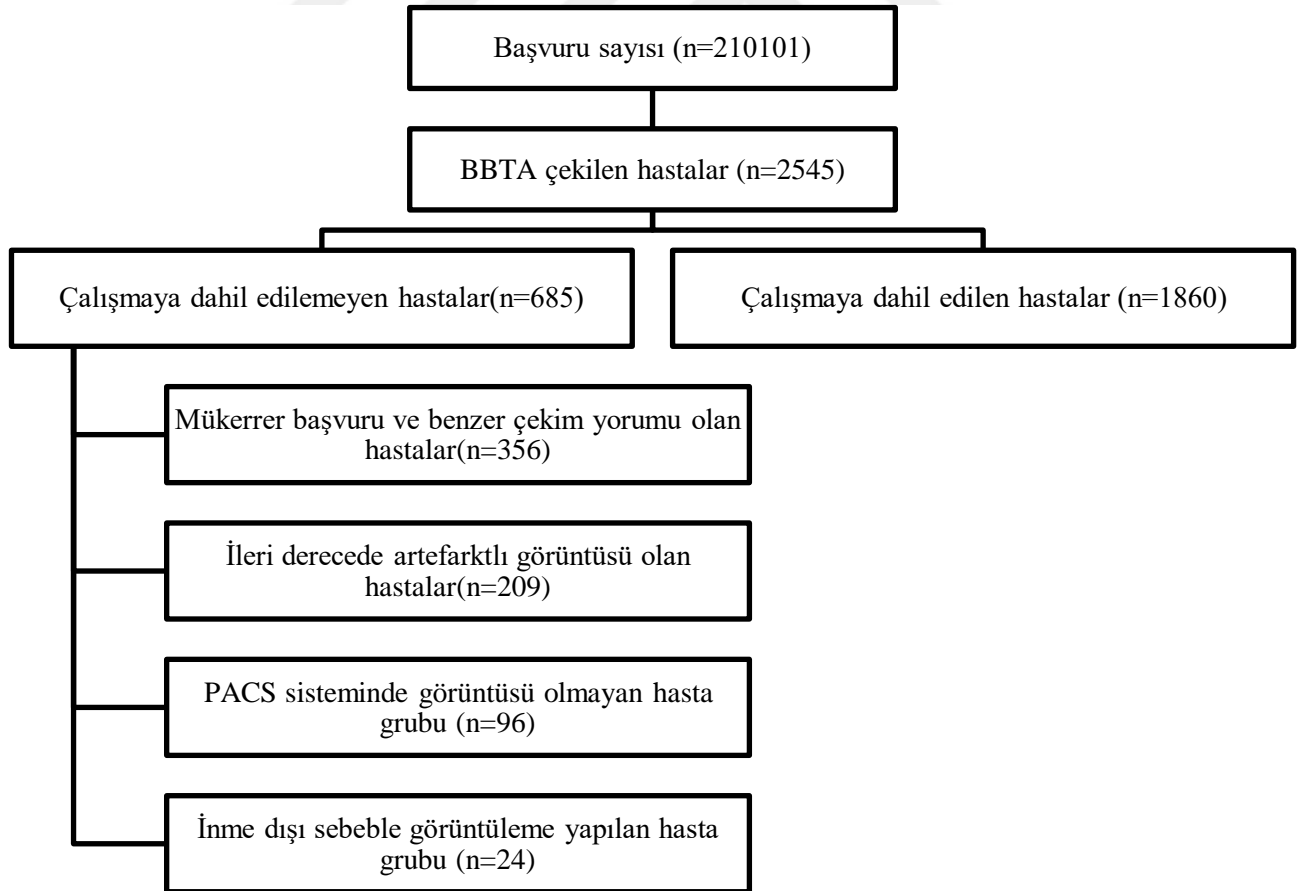 Başvuru sayısı (n=210101)
BBTA çekilen hastalar (n=2545)
Çalışmaya dahil edilemeyen hastalar(n=685)
Çalışmaya dahil edilen hastalar (n=1860)
Mükerrer başvuru ve benzer çekim yorumu olan
hastalar(n=356)
İleri derecede artefarktlı görüntüsü olan
hastalar(n=209)
PACS sisteminde görüntüsü olmayan hasta
grubu (n=96)
İnme dışı sebeble görüntüleme yapılan hasta
grubu (n=24)